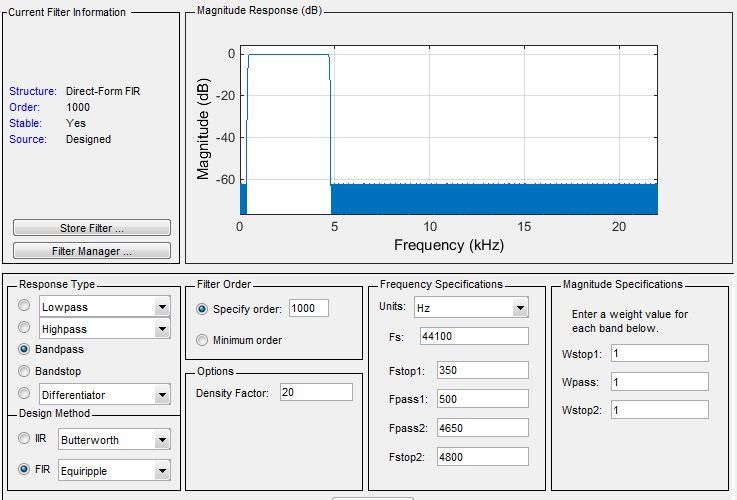 Current Filter Information
Structure: Direct-Form FIR
Order: 1000
Stable: Yes
Source: Designed
Store Filter ...
Filter Manager ...
Magnitude Response (dB)
0
-20
-40
-60
Magnitude (dB)
0 5 10 15 20
Frequency (kHz)
Response Type
Lowpass
Highpass
Bandpass
Bandstop
Differentiator
Design Method
IIR Butterworth
FIR Equiripple
Filter Order
Specify order: 1000
Minimum order
Options
Density Factor: 20
Frequency Specifications
Units: Hz
Fs: 44100
Fstop1: 350
Fpass1: 500
Fpass2: 4650
Fstop2: 4800
Magnitude Specifications
Enter a weight value for
each band below.
Wstop1: 1
Wpass: 1
Wstop2: 1